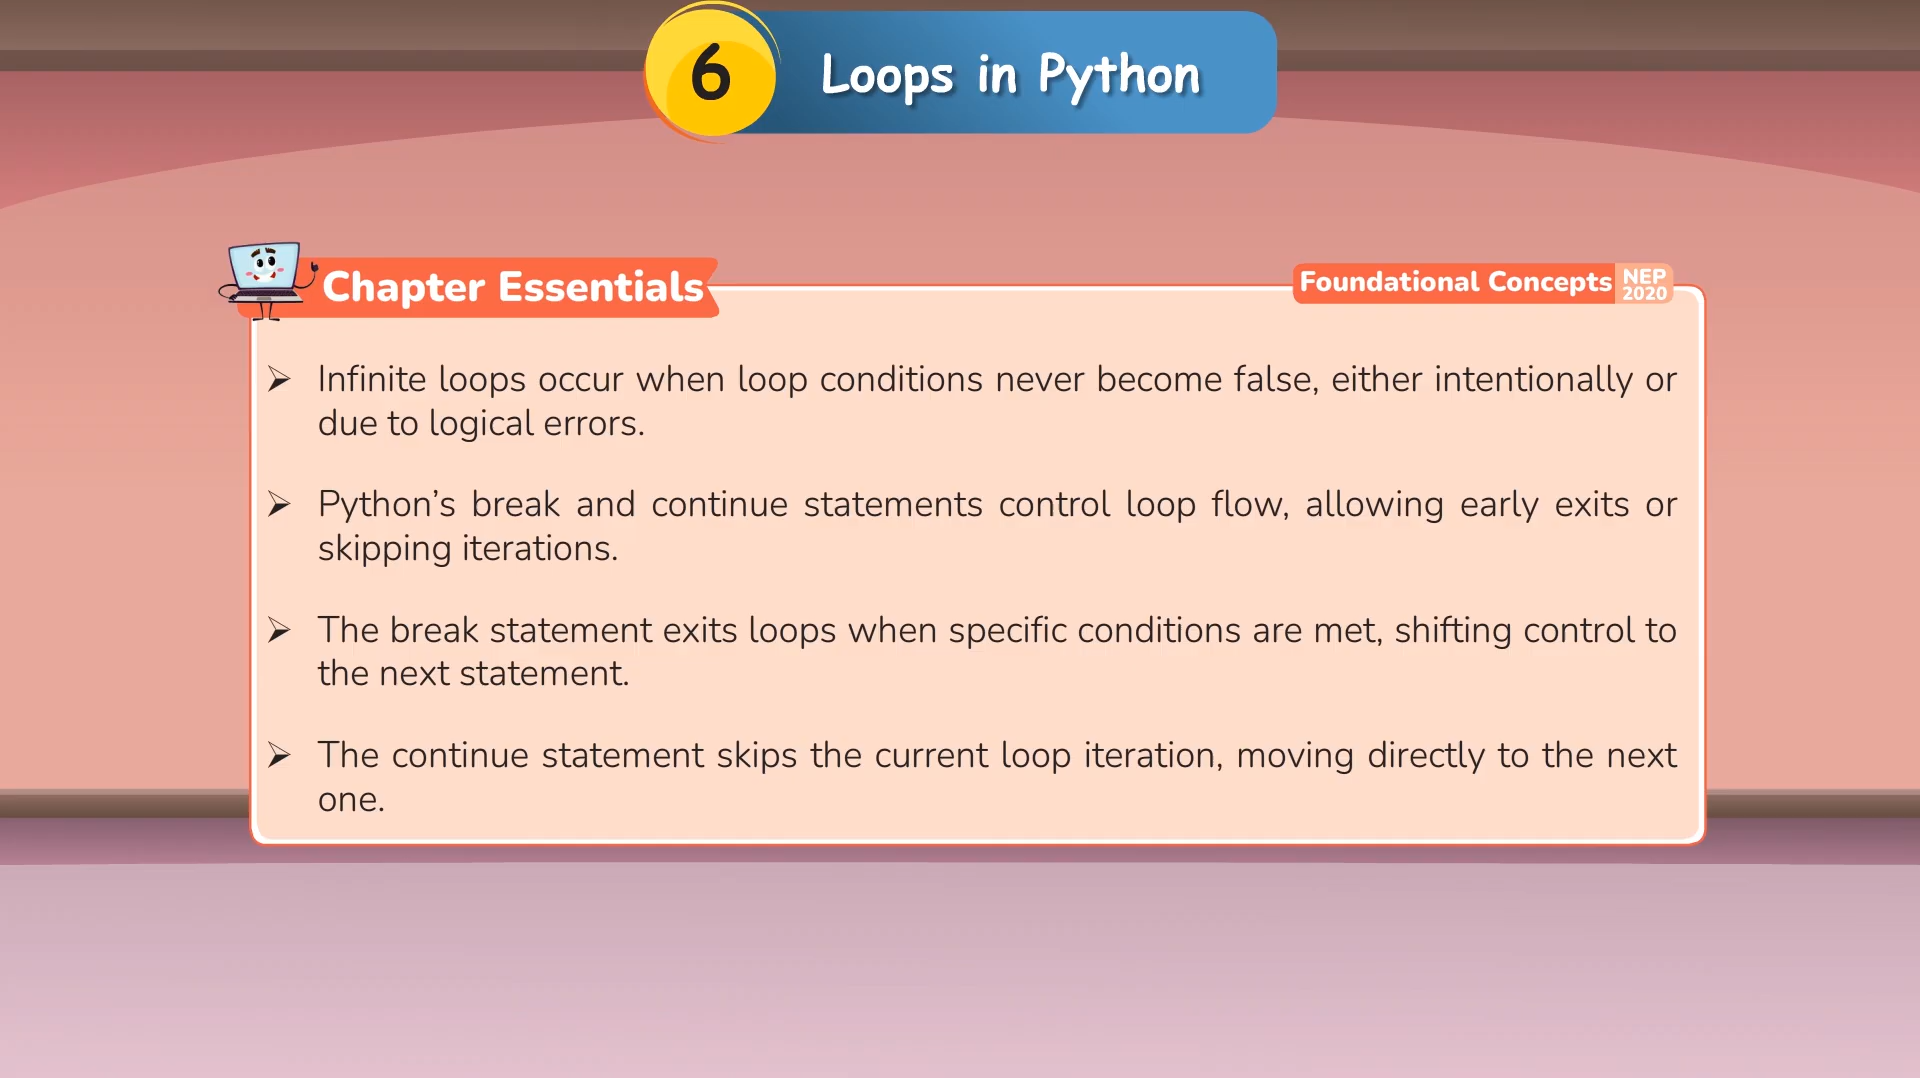 6
Loops in Python
Chapter Essentials
Foundational Concepts
NEP
2020
➢ Infinite loops occur when loop conditions never become false, either intentionally or
due to logical errors.
➢ Python’s break and continue statements control loop flow, allowing early exits or
skipping iterations.
➢ The break statement exits loops when specific conditions are met, shifting control to
the next statement.
➢ The continue statement skips the current loop iteration, moving directly to the next
one.